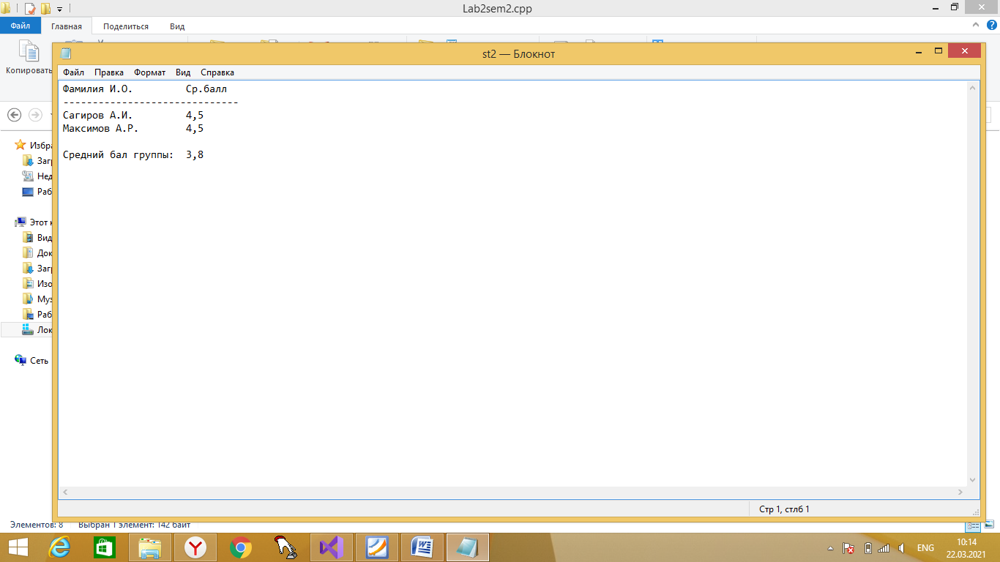 Lab2sem2.cpp
Файл Главная Поделиться Вид
Копировать
st2 — Блокнот
Файл Правка Формат Вид Справка
Фамилия И.О. Ср.балл
------------------------------
Сагиров А.И. 4,5
Максимов А.Р. 4,5
Средний бал группы: 3,8
Избра
Загр
Нед
Раб
Этот к
Вид
Док
Загр
Изо
Муз
Раб
Лок
Сеть
Стр 1, стлб 1
Элементов: 8 Выбран 1 элемент: 142 байт
ENG
10:14
22.03.2021